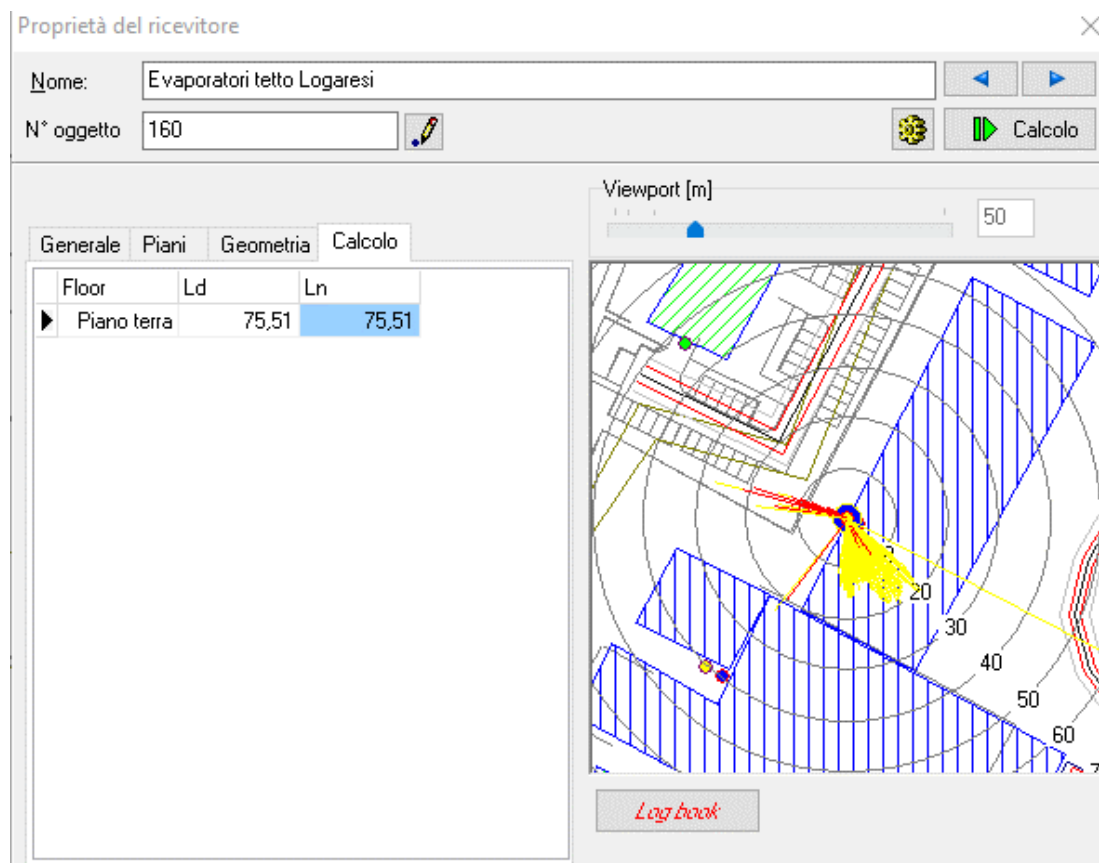 Proprietà del ricevitore
Nome: Evaporatori tetto Logaresi
N° oggetto 160 Calcolo
Viewport [m]
50
Generale Piani Geometria Calcolo
Floor Ld Ln
Piano terra 75,51 75,51
20
30
40
50
60
Log book